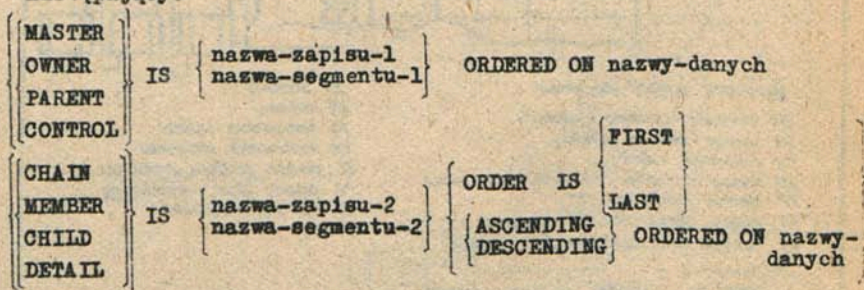 MASTER
OWNER
PARENT
CONTROL
IS
nazwa-zapisu-1
nazwa-segmentu-1
ORDERED ON nazwy-danych
CHAIN
MEMBER
CHILD
DETAIL
IS
nazwa-zapisu-2
nazwa-segmentu-2
ORDER IS
FIRST
LAST
ASCENDING
DESCENDING
ORDERED ON nazwy-
danych